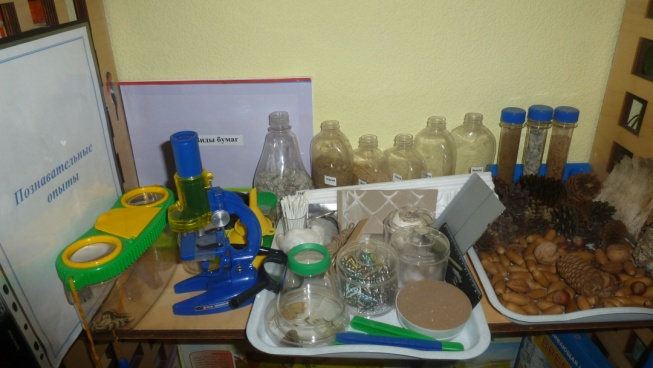 Познавательные
опыты
Виды бумаг